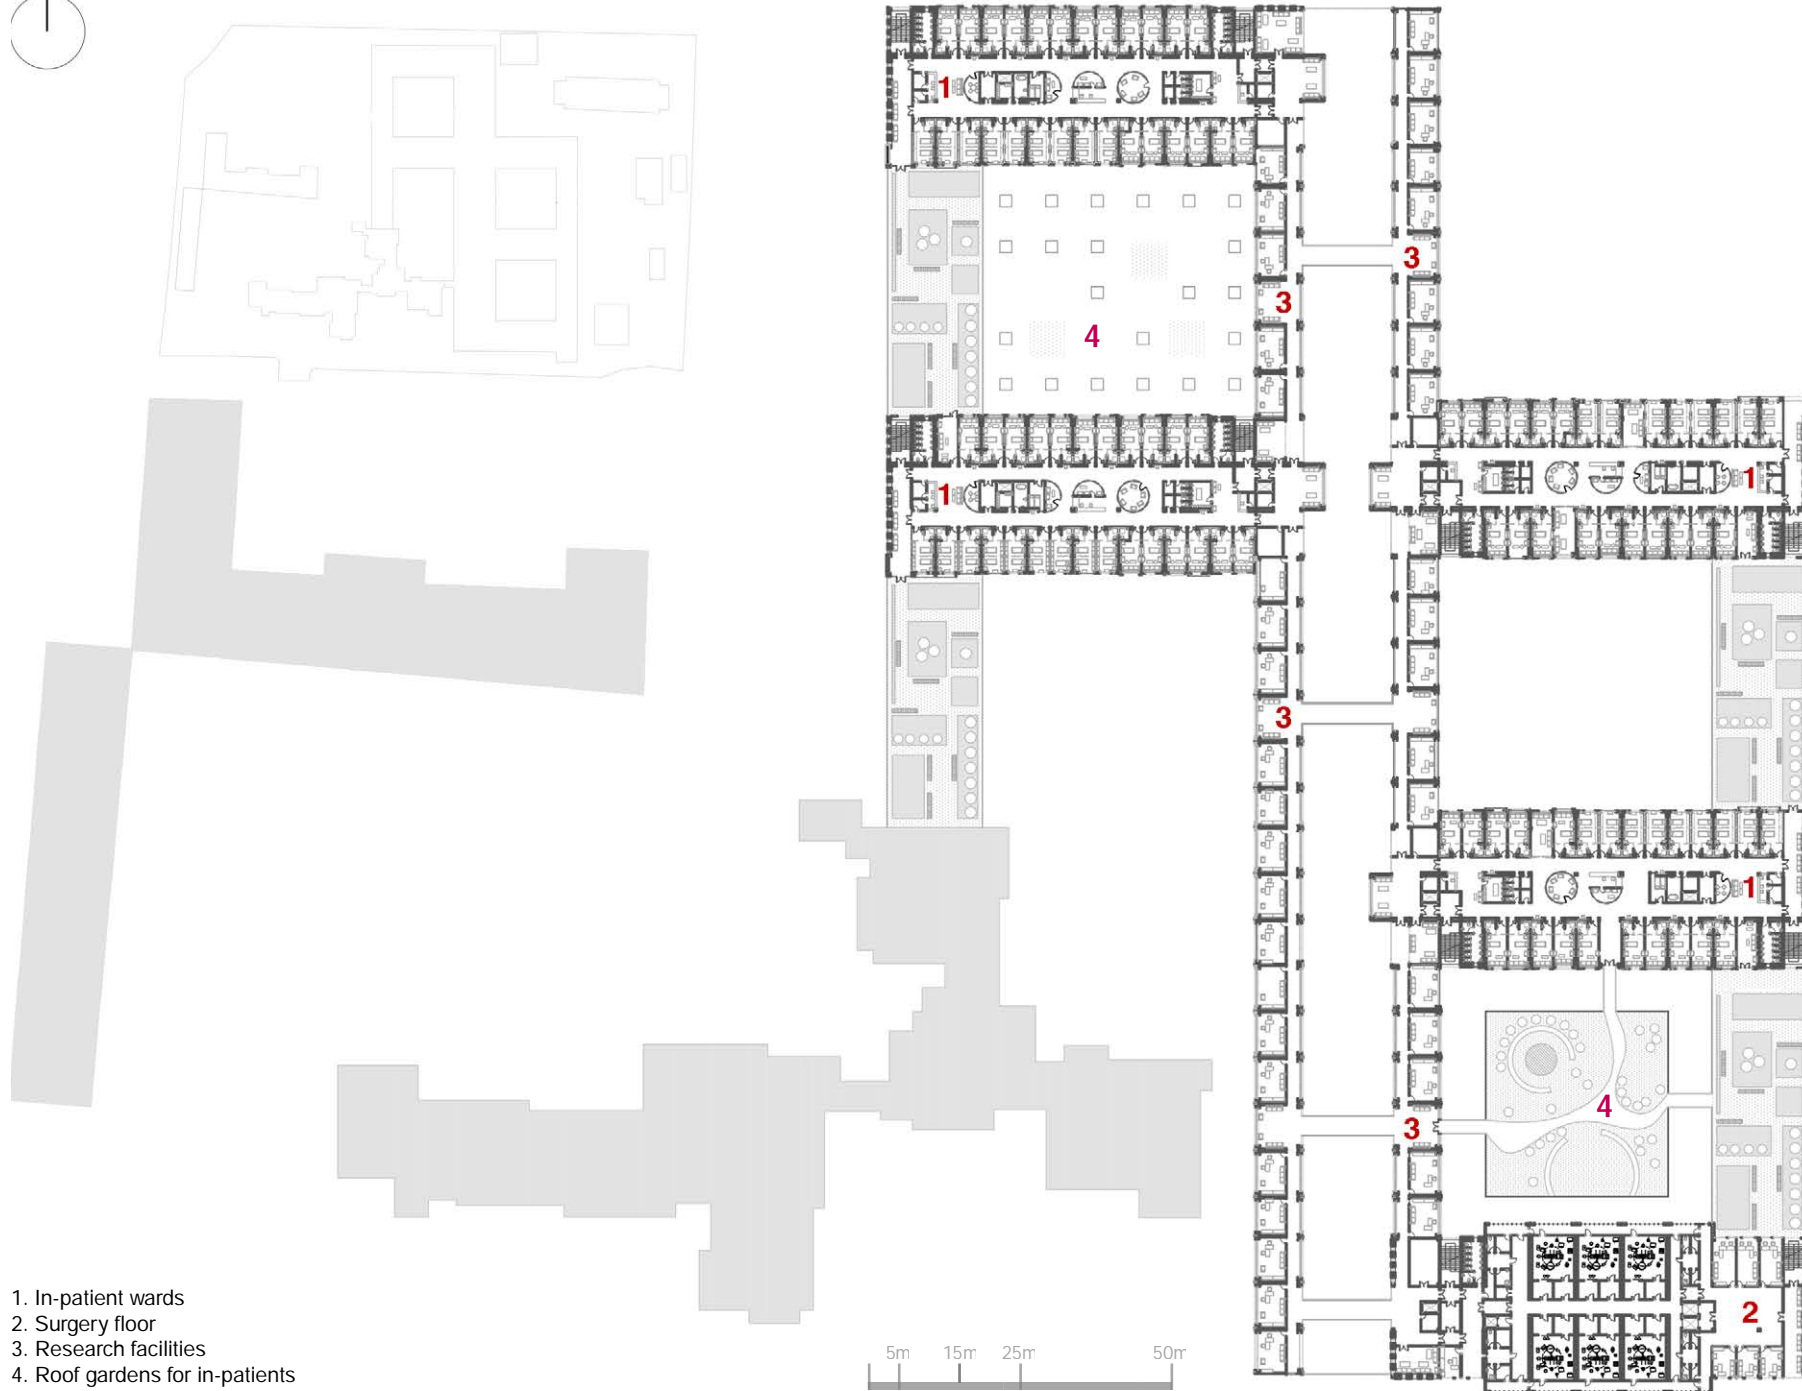 1
3
3
4
1
1
3
1
4
3
2
1. In-patient wards
2. Surgery floor
3. Research facilities
4. Roof gardens for in-patients
5m 15m 25m 50m